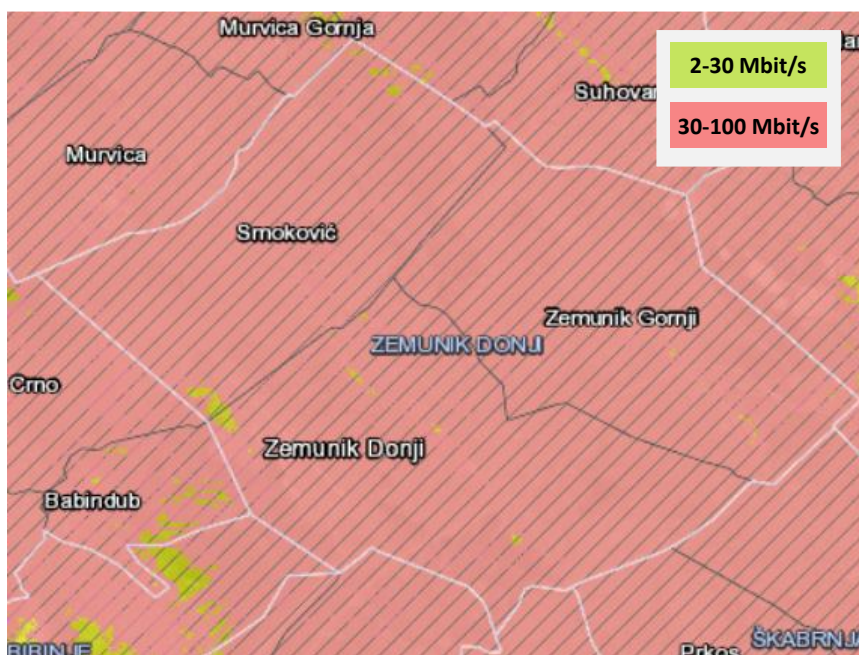 Murvica Gornja
2-30 Mbit/s
Suhovar
30-100 Mbit/s
Murvica
Smoković
Zemunik Gornji
ZEMUNIK DONJI
Crno
Zemunik Donji
Babindub
BIBINJE
Prkos
ŠKABRNJA